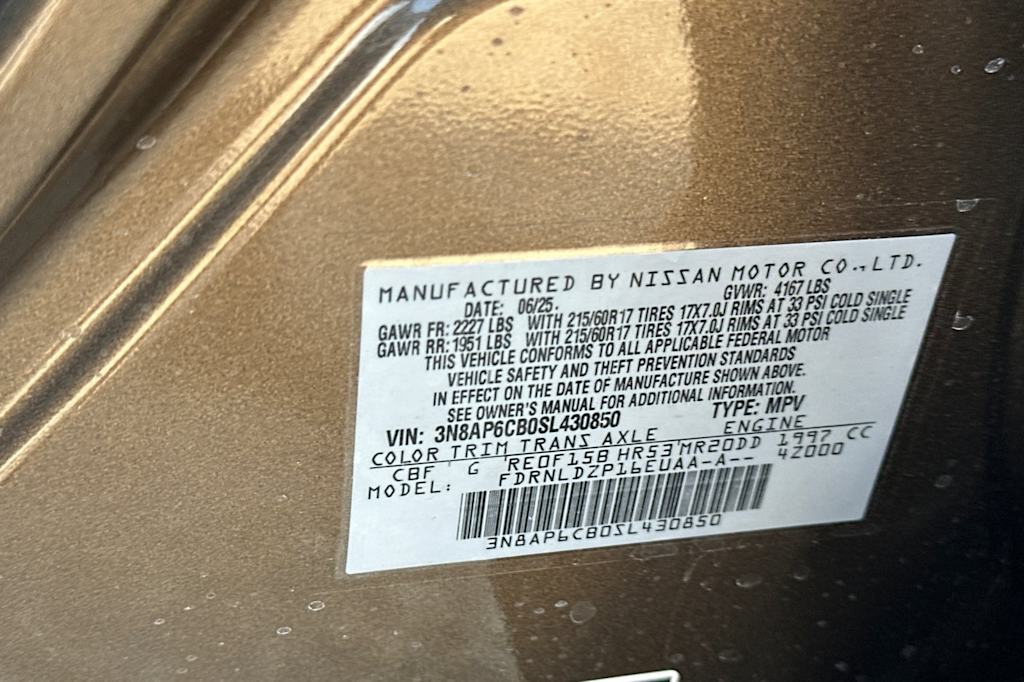 MANUFACTURED BY NISSAN MOTOR CO., LTD.
DATE: 06/25. GVWR: 4167 LBS
GAWR FR: 2227 LBS WITH 215/60R17 TIRES 17X7.0J RIMS AT 33 PSI COLD SINGLE
GAWR RR: 1951 LBS WITH 215/60R17 TIRES 17X7.0J RIMS AT 33 PSI COLD SINGLE
THIS VEHICLE CONFORMS TO ALL APPLICABLE FEDERAL MOTOR
VEHICLE SAFETY AND THEFT PREVENTION STANDARDS
IN EFFECT ON THE DATE OF MANUFACTURE SHOWN ABOVE.
SEE OWNER'S MANUAL FOR ADDITIONAL INFORMATION.
VIN: 3N8AP6CB0SL430850 TYPE: MPV
COLOR TRIM TRANS AXLE ENGINE
CBF G RE0F15B HR53 MR20DD 1997 CC
MODEL: FDRNLDZP16EUAA-A-- 4Z000
3N8AP6CB0SL430850